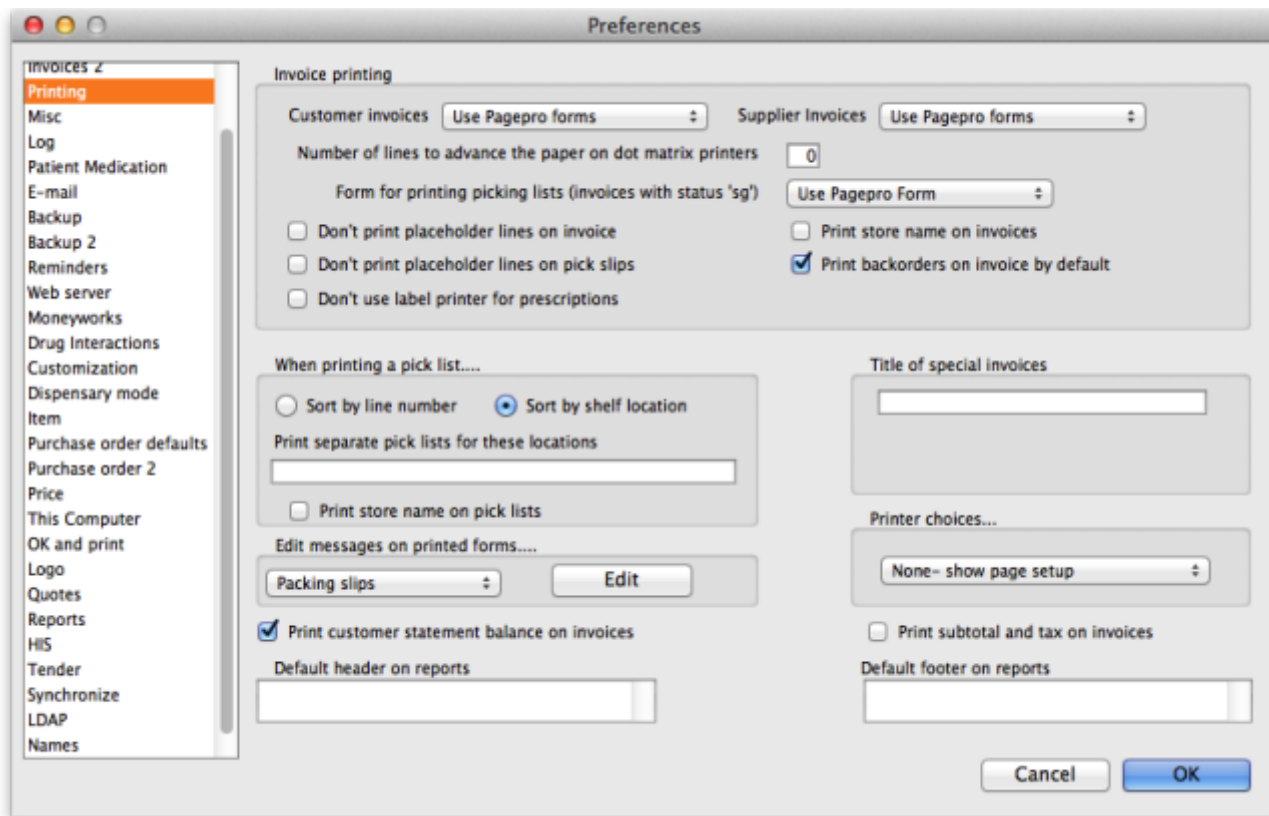 Preferences
Invoices 2
Printing
Misc
Log
Patient Medication
E-mail
Backup
Backup 2
Reminders
Web server
Moneyworks
Drug Interactions
Customization
Dispensary mode
Item
Purchase order defaults
Purchase order 2
Price
This Computer
OK and print
Logo
Quotes
Reports
HIS
Tender
Synchronize
LDAP
Names
Invoice printing
Customer invoices Use Pagepro forms Supplier Invoices Use Pagepro forms
Number of lines to advance the paper on dot matrix printers 0
Form for printing picking lists (invoices with status 'sg') Use Pagepro Form
Don't print placeholder lines on invoice Print store name on invoices
Don't print placeholder lines on pick slips Print backorders on invoice by default
Don't use label printer for prescriptions
When printing a pick list....
Sort by line number Sort by shelf location
Print separate pick lists for these locations
Print store name on pick lists
Title of special invoices
Edit messages on printed forms....
Packing slips Edit
Printer choices...
None- show page setup
Print customer statement balance on invoices Print subtotal and tax on invoices
Default header on reports Default footer on reports
Cancel OK